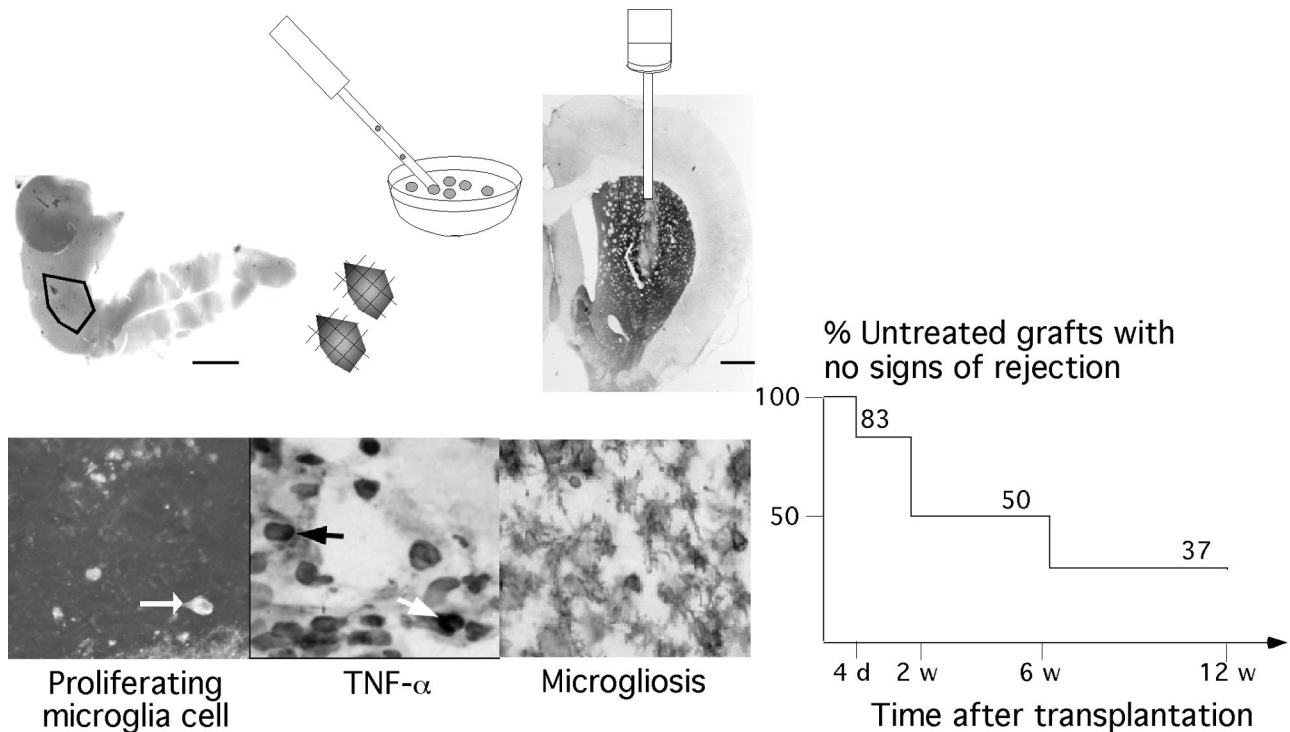 % Untreated grafts with
no signs of rejection
100
83
50
50
37
4 d
2 w
6 w
12 w
Time after transplantation
Proliferating
microglia cell
TNF-α
Microgliosis